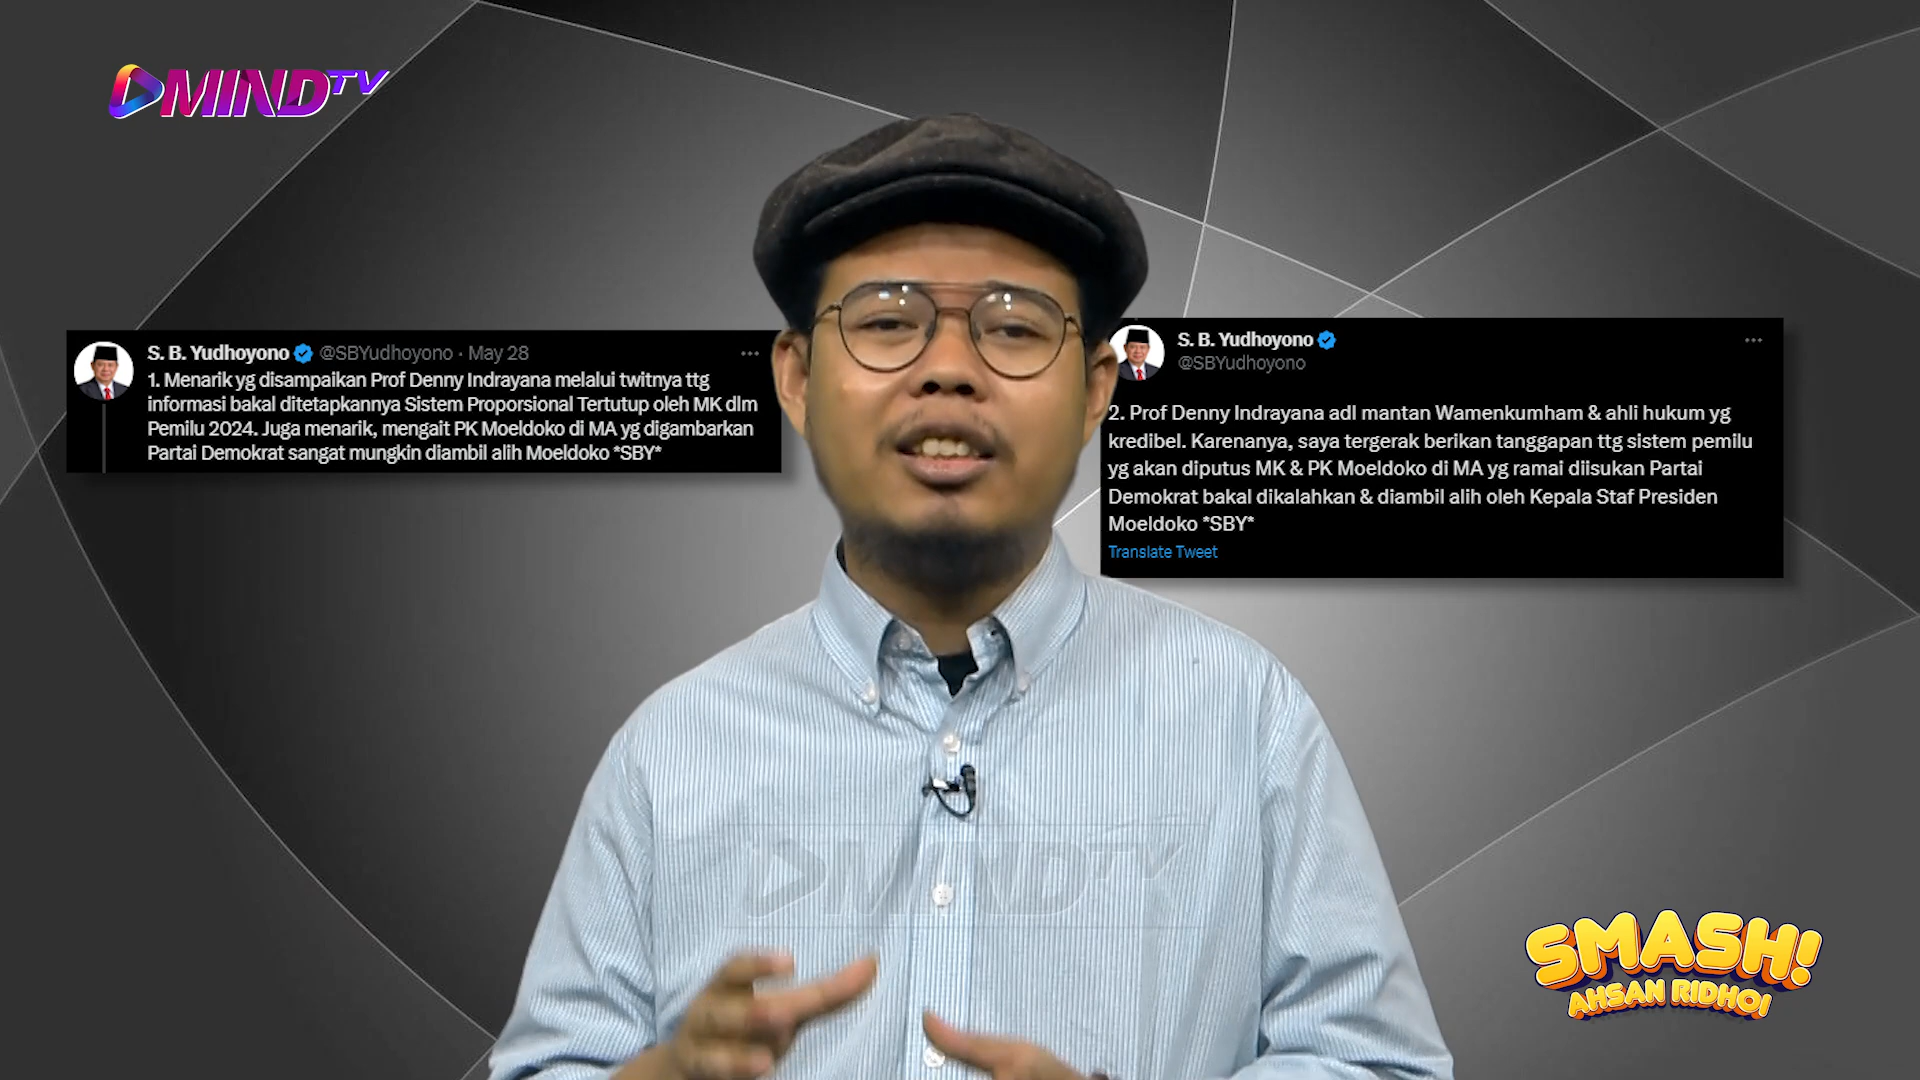 MINDTV
S. B. Yudhoyono @SBYudhoyono · May 28
1. Menarik yg disampaikan Prof Denny Indrayana melalui twitnya ttg
informasi bakal ditetapkannya Sistem Proporsional Tertutup oleh MK dlm
Pemilu 2024. Juga menarik, mengait PK Moeldoko di MA yg digambarkan
Partai Demokrat sangat mungkin diambil alih Moeldoko *SBY*
S. B. Yudhoyono
@SBYudhoyono
2. Prof Denny Indrayana adl mantan Wamenkumham & ahli hukum yg
kredibel. Karenanya, saya tergerak berikan tanggapan ttg sistem pemilu
yg akan diputus MK & PK Moeldoko di MA yg ramai diisukan Partai
Demokrat bakal dikalahkan & diambil alih oleh Kepala Staf Presiden
Moeldoko *SBY*
Translate Tweet
MINDTV
SMASH!
AHSAN RIDHOI